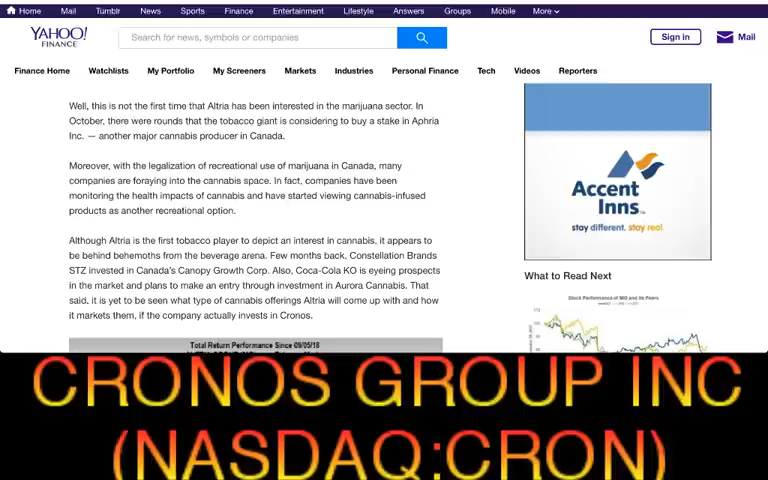 Home Mail Tumblr News Sports Finance Entertainment Lifestyle Answers Groups Mobile More
YAHOO!
FINANCE
Search for news, symbols or companies
Sign in
Mail
Finance Home Watchlists My Portfolio My Screeners Markets Industries Personal Finance Tech Videos Reporters
Well, this is not the first time that Altria has been interested in the marijuana sector. In
October, there were rounds that the tobacco giant is considering to buy a stake in Aphria
Inc. — another major cannabis producer in Canada.
Moreover, with the legalization of recreational use of marijuana in Canada, many
companies are foraying into the cannabis space. In fact, companies have been
monitoring the health impacts of cannabis and have started viewing cannabis-infused
products as another recreational option.
Although Altria is the first tobacco player to depict an interest in cannabis, it appears to
be behind behemoths from the beverage arena. Few months back, Constellation Brands
STZ invested in Canada's Canopy Growth Corp. Also, Coca-Cola KO is eyeing prospects
in the market and plans to make an entry through investment in Aurora Cannabis. That
said, it is yet to be seen what type of cannabis offerings Altria will come up with and how
it markets them, if the company actually invests in Cronos.
Total Return Performance Since 09/05/18
Accent
Inns
stay different. stay real.
What to Read Next
Stock Performance of MO and its Peers
CRONOS GROUP INC
(NASDAQ:CRON)